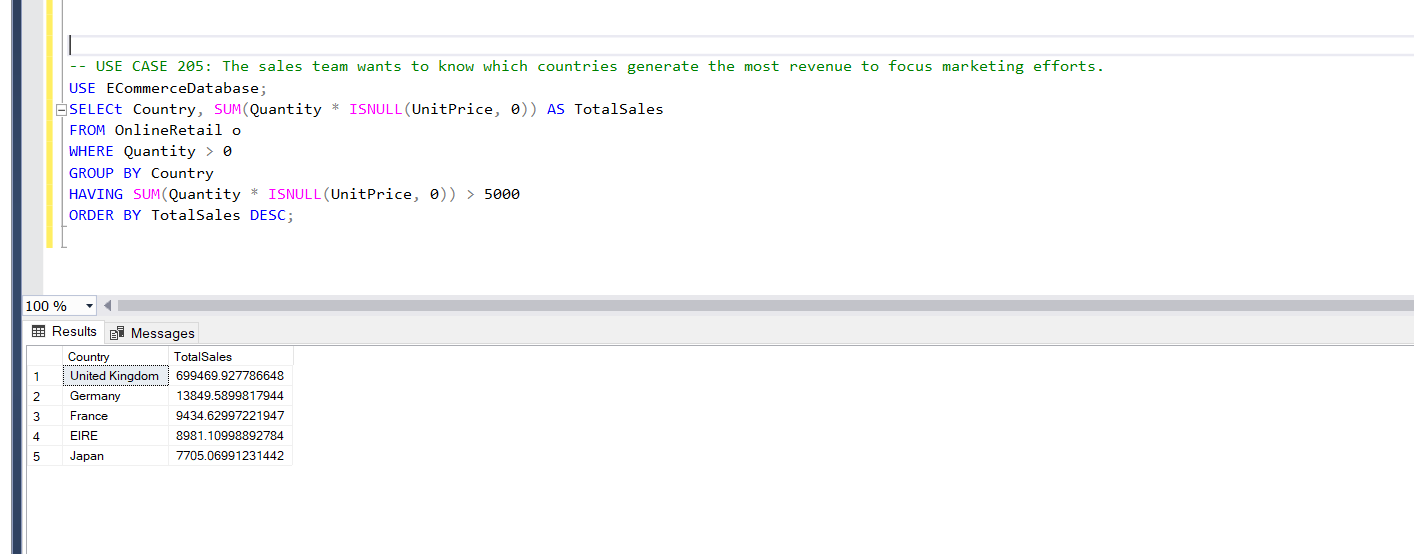 -- USE CASE 205: The sales team wants to know which countries generate the most revenue to focus marketing efforts.
USE ECommerceDatabase;
SELECt Country, SUM(Quantity * ISNULL(UnitPrice, 0)) AS TotalSales
FROM OnlineRetail o
WHERE Quantity > 0
GROUP BY Country
HAVING SUM(Quantity * ISNULL(UnitPrice, 0)) > 5000
ORDER BY TotalSales DESC;
100 %
Results Messages
Country TotalSales
1 United Kingdom 699469.927786648
2 Germany 13849.5899817944
3 France 9434.62997221947
4 EIRE 8981.10998892784
5 Japan 7705.06991231442